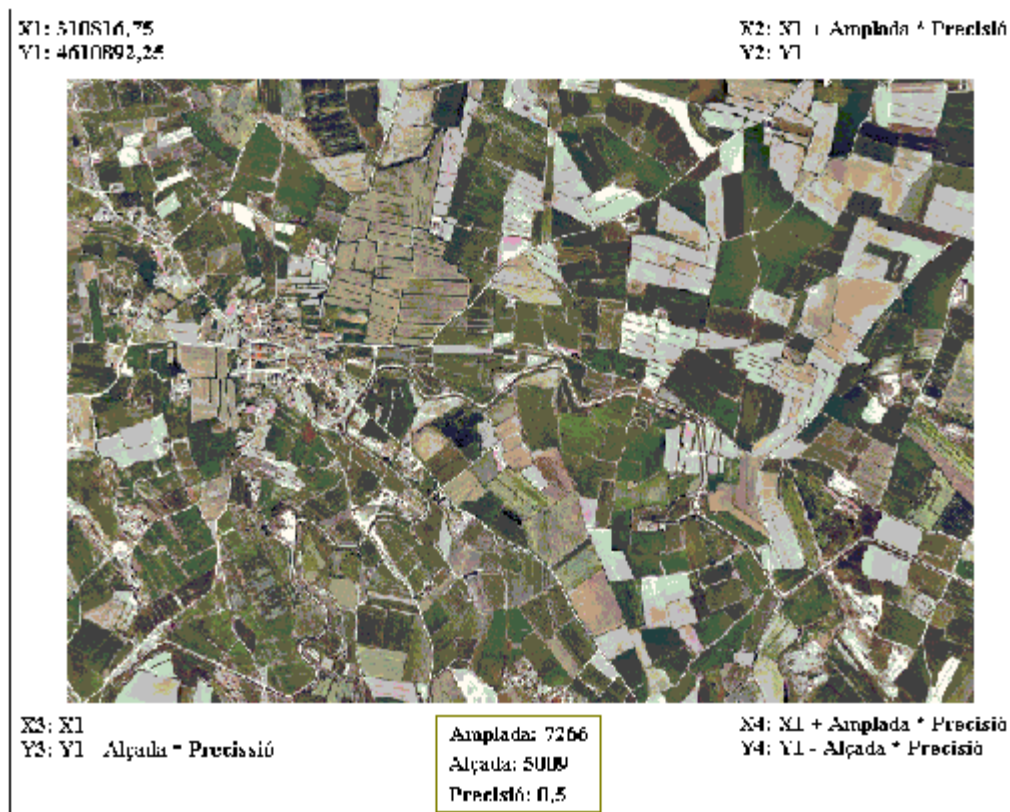 X1: 310816,75
Y1: 4610892,25
X2: X1 + Amplada * Precisió
Y2: Y1
X3: X1
Y3: Y1 - Alçada * Precissió
Amplada: 7266
Alçada: 5009
Precisió: 0,5
X4: X1 + Amplada * Precisió
Y4: Y1 - Alçada * Precisió